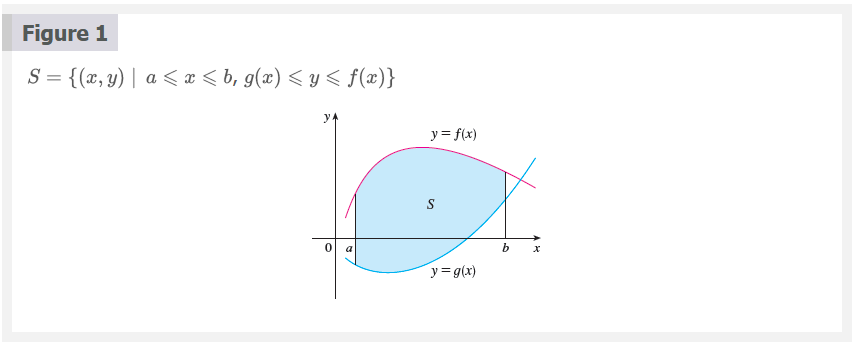 Figure 1
S = {(x, y) | a ⩽ x ⩽ b, g(x) ⩽ y ⩽ f(x)}
y
y = f(x)
S
0 a b x
y = g(x)